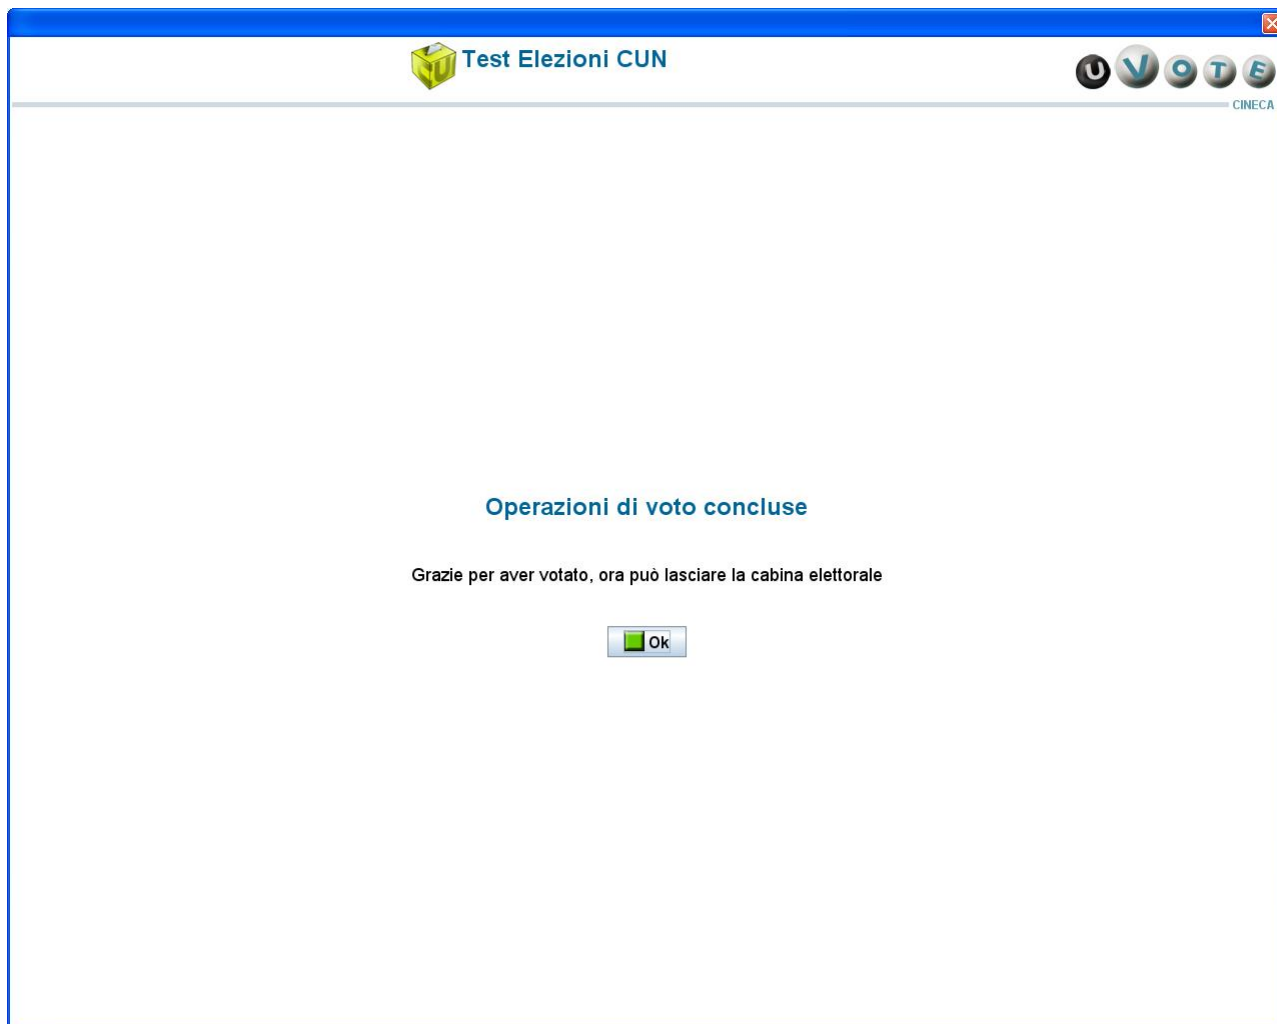 Test Elezioni CUN
U VOTE
CINECA
Operazioni di voto concluse
Grazie per aver votato, ora può lasciare la cabina elettorale
Ok